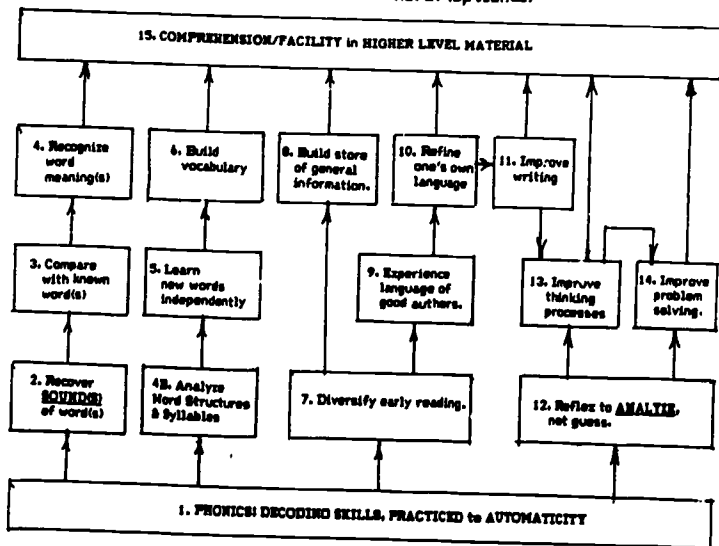 15. COMPREHENSION/FACILITY in HIGHER LEVEL MATERIAL
4. Recognize
word
meaning(s)
6. Build
vocabulary
8. Build store
of general
information.
10. Refine
one's own
language
11. Improve
writing
3. Compare
with known
word(s)
5. Learn
new words
independently
9. Experience
language of
good authors.
13. Improve
thinking
processes
14. Improve
problem
solving.
2. Recover
SOUND(S)
of word(s)
4B. Analyze
Word Structures
& Syllables
7. Diversify early reading.
12. Reflex to ANALYZE,
not guess.
1. PHONICS: DECODING SKILLS, PRACTICED to AUTOMATICITY